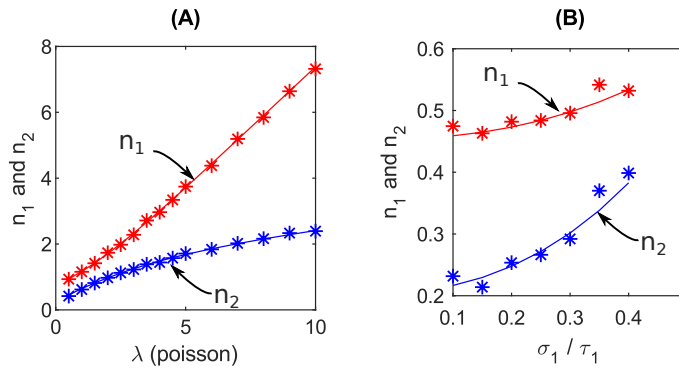 (A)
8
6
4
2
0
0
5
10
n₁ and n₂
λ (poisson)
n₁
n₂
(B)
0.6
0.5
0.4
0.3
0.2
0.1
0.2
0.3
0.4
n₁ and n₂
σ₁ / τ₁
n₁
n₂